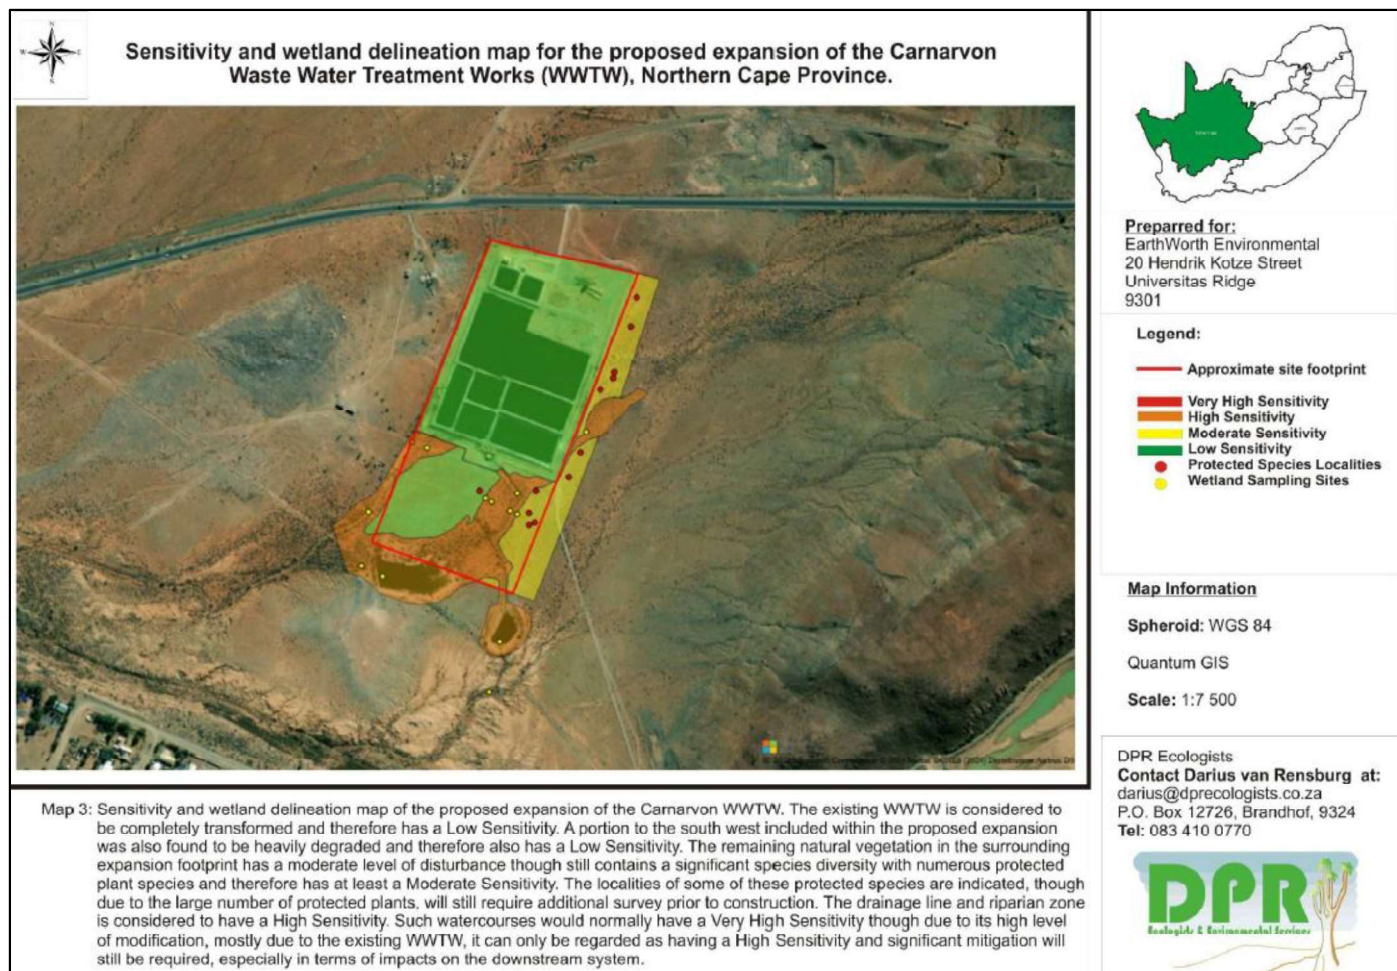 N
W
E
S
Sensitivity and wetland delineation map for the proposed expansion of the Carnarvon
Waste Water Treatment Works (WWTW), Northern Cape Province.
Preparred for:
EarthWorth Environmental
20 Hendrik Kotze Street
Universitas Ridge
9301
Legend:
Approximate site footprint
Very High Sensitivity
High Sensitivity
Moderate Sensitivity
Low Sensitivity
Protected Species Localities
Wetland Sampling Sites
Map Information
Spheroid: WGS 84
Quantum GIS
Scale: 1:7 500
DPR Ecologists
Contact Darius van Rensburg at:
darius@dprecologists.co.za
P.O. Box 12726, Brandhof, 9324
Tel: 083 410 0770
DPR
Ecologists & Environmental Services
Map 3: Sensitivity and wetland delineation map of the proposed expansion of the Carnarvon WWTW. The existing WWTW is considered to
be completely transformed and therefore has a Low Sensitivity. A portion to the south west included within the proposed expansion
was also found to be heavily degraded and therefore also has a Low Sensitivity. The remaining natural vegetation in the surrounding
expansion footprint has a moderate level of disturbance though still contains a significant species diversity with numerous protected
plant species and therefore has at least a Moderate Sensitivity. The localities of some of these protected species are indicated, though
due to the large number of protected plants, will still require additional survey prior to construction. The drainage line and riparian zone
is considered to have a High Sensitivity. Such watercourses would normally have a Very High Sensitivity though due to its high level
of modification, mostly due to the existing WWTW, it can only be regarded as having a High Sensitivity and significant mitigation will
still be required, especially in terms of impacts on the downstream system.